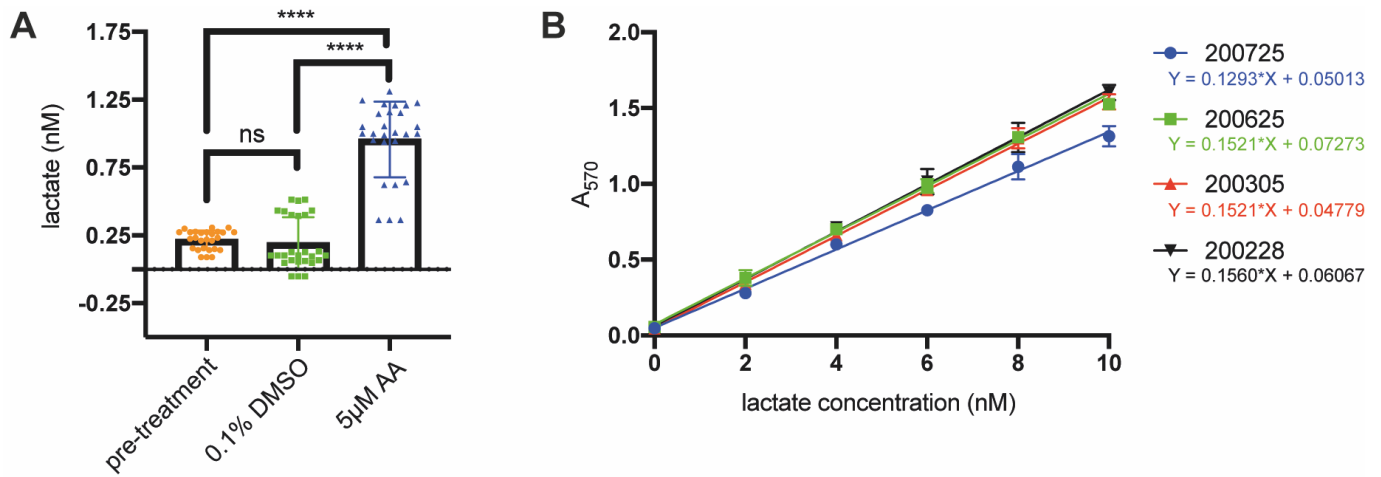 A
lactate (nM)
1.75
1.25
0.75
0.25
-0.25
****
****
ns
pre-treatment
0.1% DMSO
5µM AA
B
A570
2.0
1.5
1.0
0.5
0.0
0 2 4 6 8 10
lactate concentration (nM)
200725
Y = 0.1293*X + 0.05013
200625
Y = 0.1521*X + 0.07273
200305
Y = 0.1521*X + 0.04779
200228
Y = 0.1560*X + 0.06067